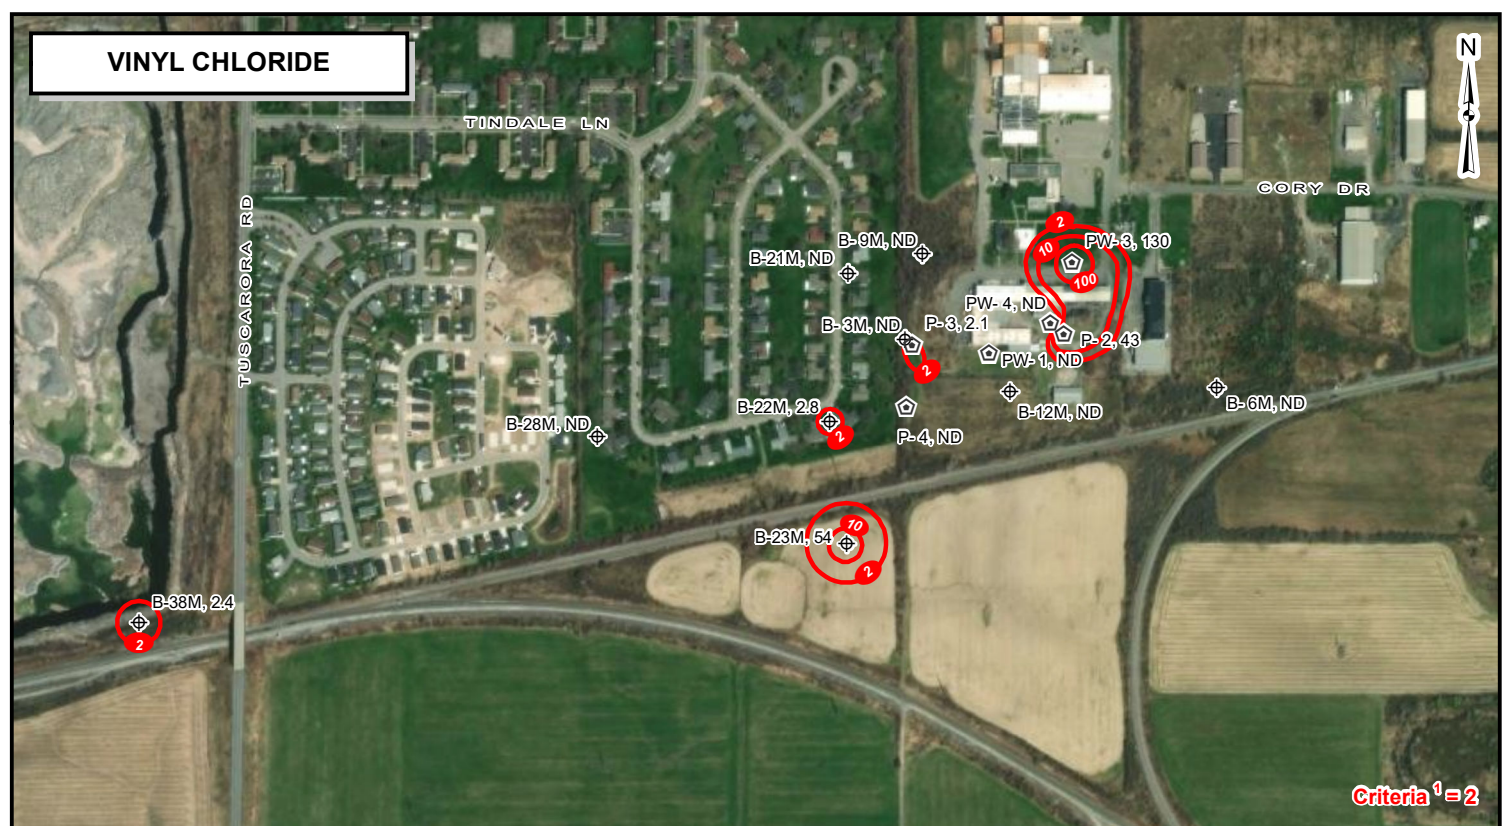 VINYL CHLORIDE
N
TINDALE LN
CORY DR
TUSCARORA RD
2
B- 9M, ND
PW- 3, 130
10
B-21M, ND
100
PW- 4, ND
B- 3M, ND
P- 3, 2.1
P- 2, 43
PW- 1, ND
2
B-22M, 2.8
B- 6M, ND
B-12M, ND
B-28M, ND
2
P- 4, ND
10
B-23M, 54
2
B-38M, 2.4
2
Criteria 1 = 2